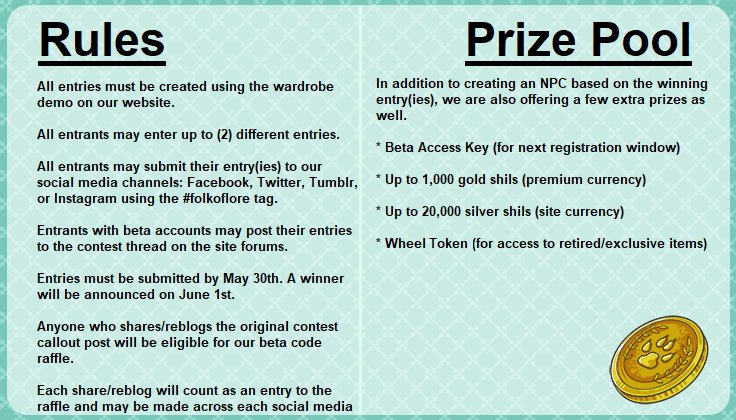 Rules
All entries must be created using the wardrobe
demo on our website.
All entrants may enter up to (2) different entries.
All entrants may submit their entry(ies) to our
social media channels: Facebook, Twitter, Tumblr,
or Instagram using the #folkoflore tag.
Entrants with beta accounts may post their entries
to the contest thread on the site forums.
Entries must be submitted by May 30th. A winner
will be announced on June 1st.
Anyone who shares/reblogs the original contest
callout post will be eligible for our beta code
raffle.
Each share/reblog will count as an entry to the
raffle and may be made across each social media
Prize Pool
In addition to creating an NPC based on the winning
entry(ies), we are also offering a few extra prizes as
well.
* Beta Access Key (for next registration window)
* Up to 1,000 gold shils (premium currency)
* Up to 20,000 silver shils (site currency)
* Wheel Token (for access to retired/exclusive items)